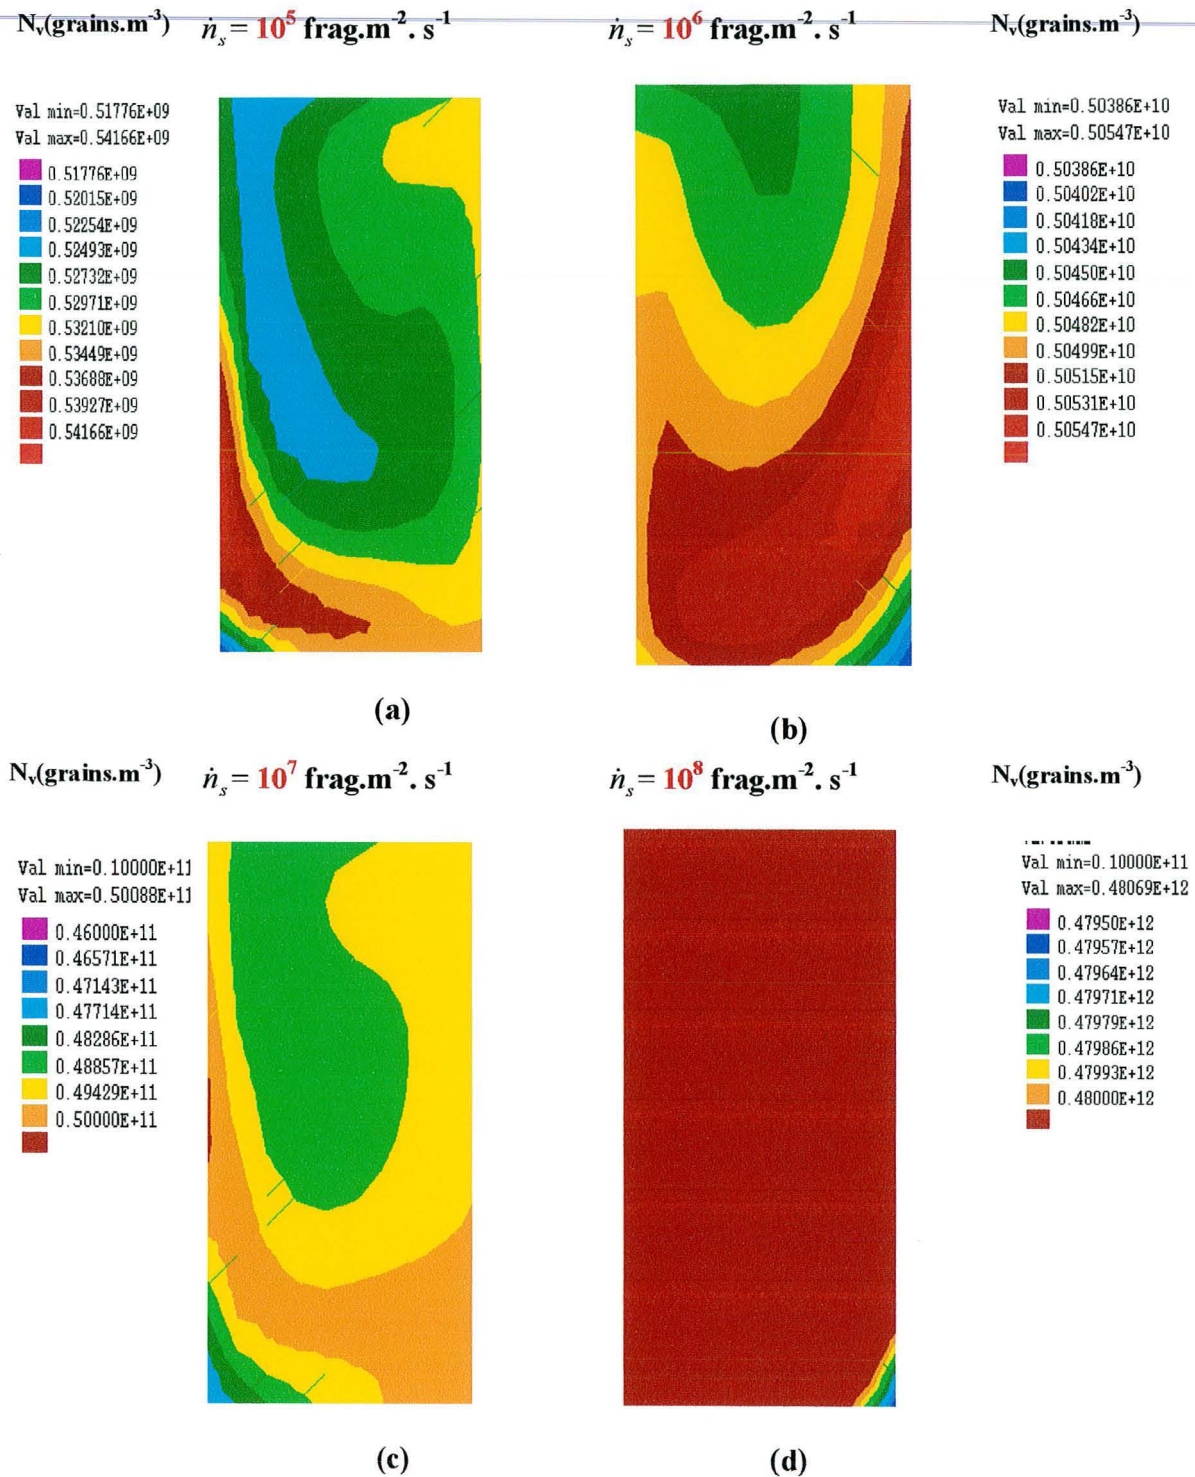 Nv(grains.m-3) ṅs = 10^5 frag.m-2. s-1
Val min=0.51776E+09
Val max=0.54166E+09
0.51776E+09
0.52015E+09
0.52254E+09
0.52493E+09
0.52732E+09
0.52971E+09
0.53210E+09
0.53449E+09
0.53688E+09
0.53927E+09
0.54166E+09
(a)
ṅs = 10^6 frag.m-2. s-1 Nv(grains.m-3)
Val min=0.50386E+10
Val max=0.50547E+10
0.50386E+10
0.50402E+10
0.50418E+10
0.50434E+10
0.50450E+10
0.50466E+10
0.50482E+10
0.50499E+10
0.50515E+10
0.50531E+10
0.50547E+10
(b)
Nv(grains.m-3) ṅs = 10^7 frag.m-2. s-1
Val min=0.10000E+11
Val max=0.50088E+11
0.46000E+11
0.46571E+11
0.47143E+11
0.47714E+11
0.48286E+11
0.48857E+11
0.49429E+11
0.50000E+11
(c)
ṅs = 10^8 frag.m-2. s-1 Nv(grains.m-3)
Val min=0.10000E+11
Val max=0.48069E+12
0.47950E+12
0.47957E+12
0.47964E+12
0.47971E+12
0.47979E+12
0.47986E+12
0.47993E+12
0.48000E+12
(d)